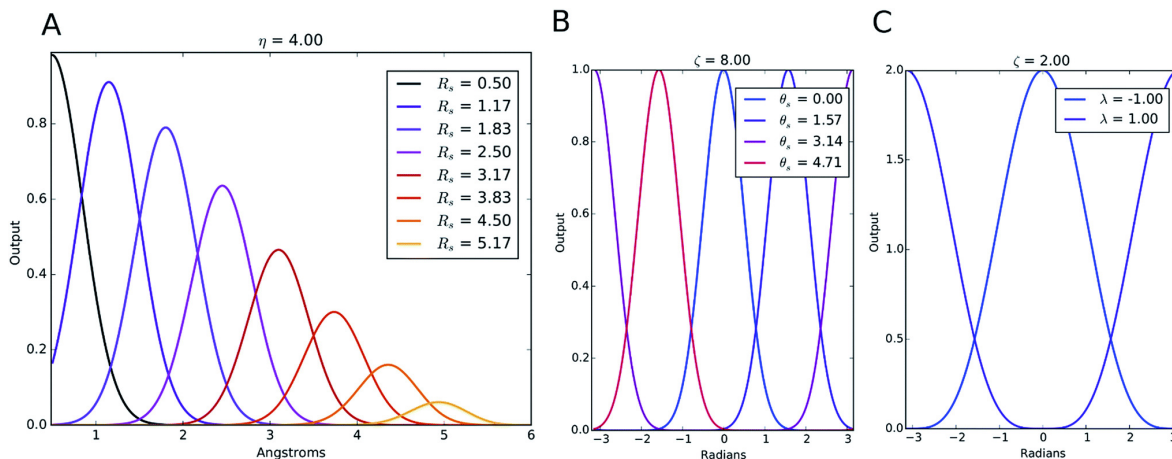 A
η = 4.00
R_s = 0.50
R_s = 1.17
R_s = 1.83
R_s = 2.50
R_s = 3.17
R_s = 3.83
R_s = 4.50
R_s = 5.17
0.8
0.6
0.4
0.2
0.0
Output
1 2 3 4 5 6
Angstroms
B
ζ = 8.00
θ_s = 0.00
θ_s = 1.57
θ_s = 3.14
θ_s = 4.71
1.0
0.8
0.6
0.4
0.2
0.0
Output
−3 −2 −1 0 1 2 3
Radians
C
ζ = 2.00
λ = -1.00
λ = 1.00
2.0
1.5
1.0
0.5
0.0
Output
−3 −2 −1 0 1 2 3
Radians